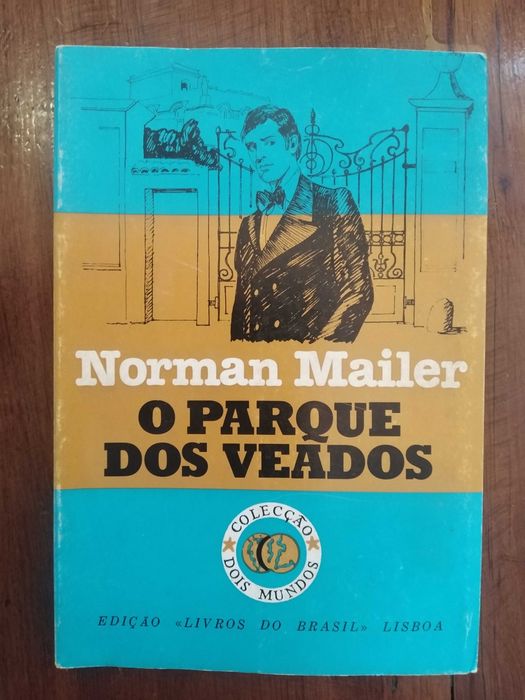 Norman Mailer
O PARQUE
DOS VEADOS
COLECÇÃO
DOIS MUNDOS
EDIÇÃO «LIVROS DO BRASIL» LISBOA